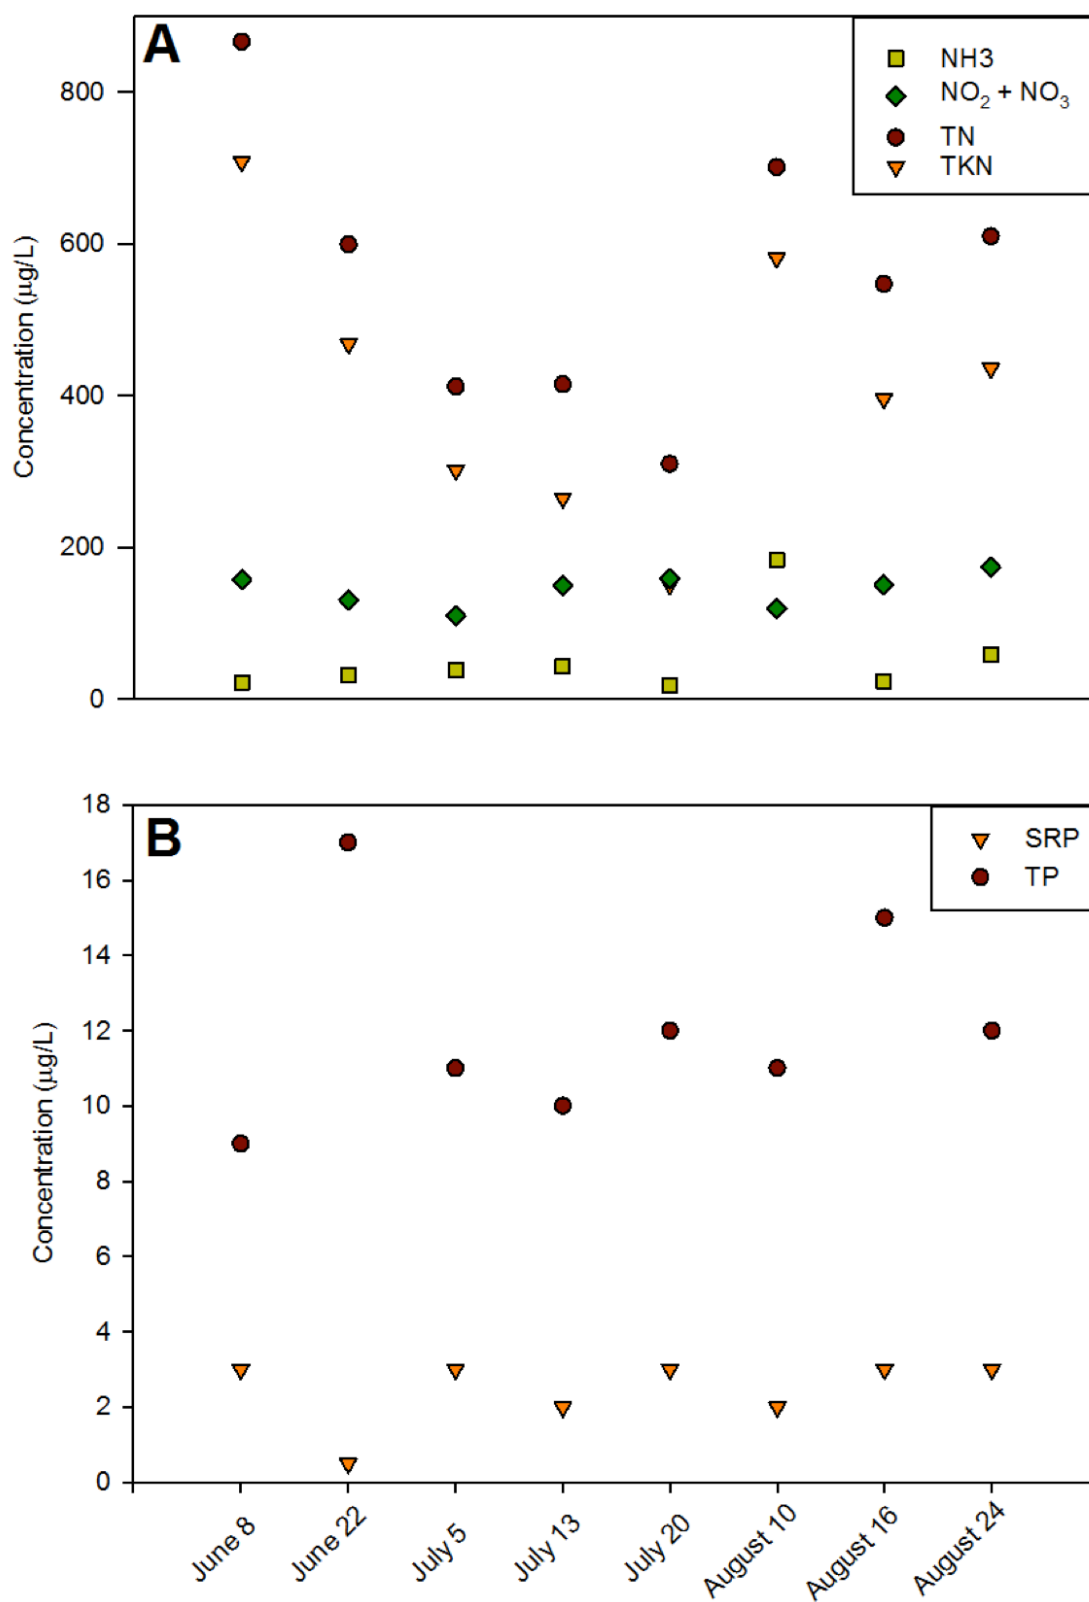 A
NH3
NO₂ + NO₃
TN
TKN
800
600
400
200
0
Concentration (µg/L)
B
SRP
TP
18
16
14
12
10
8
6
4
2
0
Concentration (µg/L)
June 8
June 22
July 5
July 13
July 20
August 10
August 16
August 24